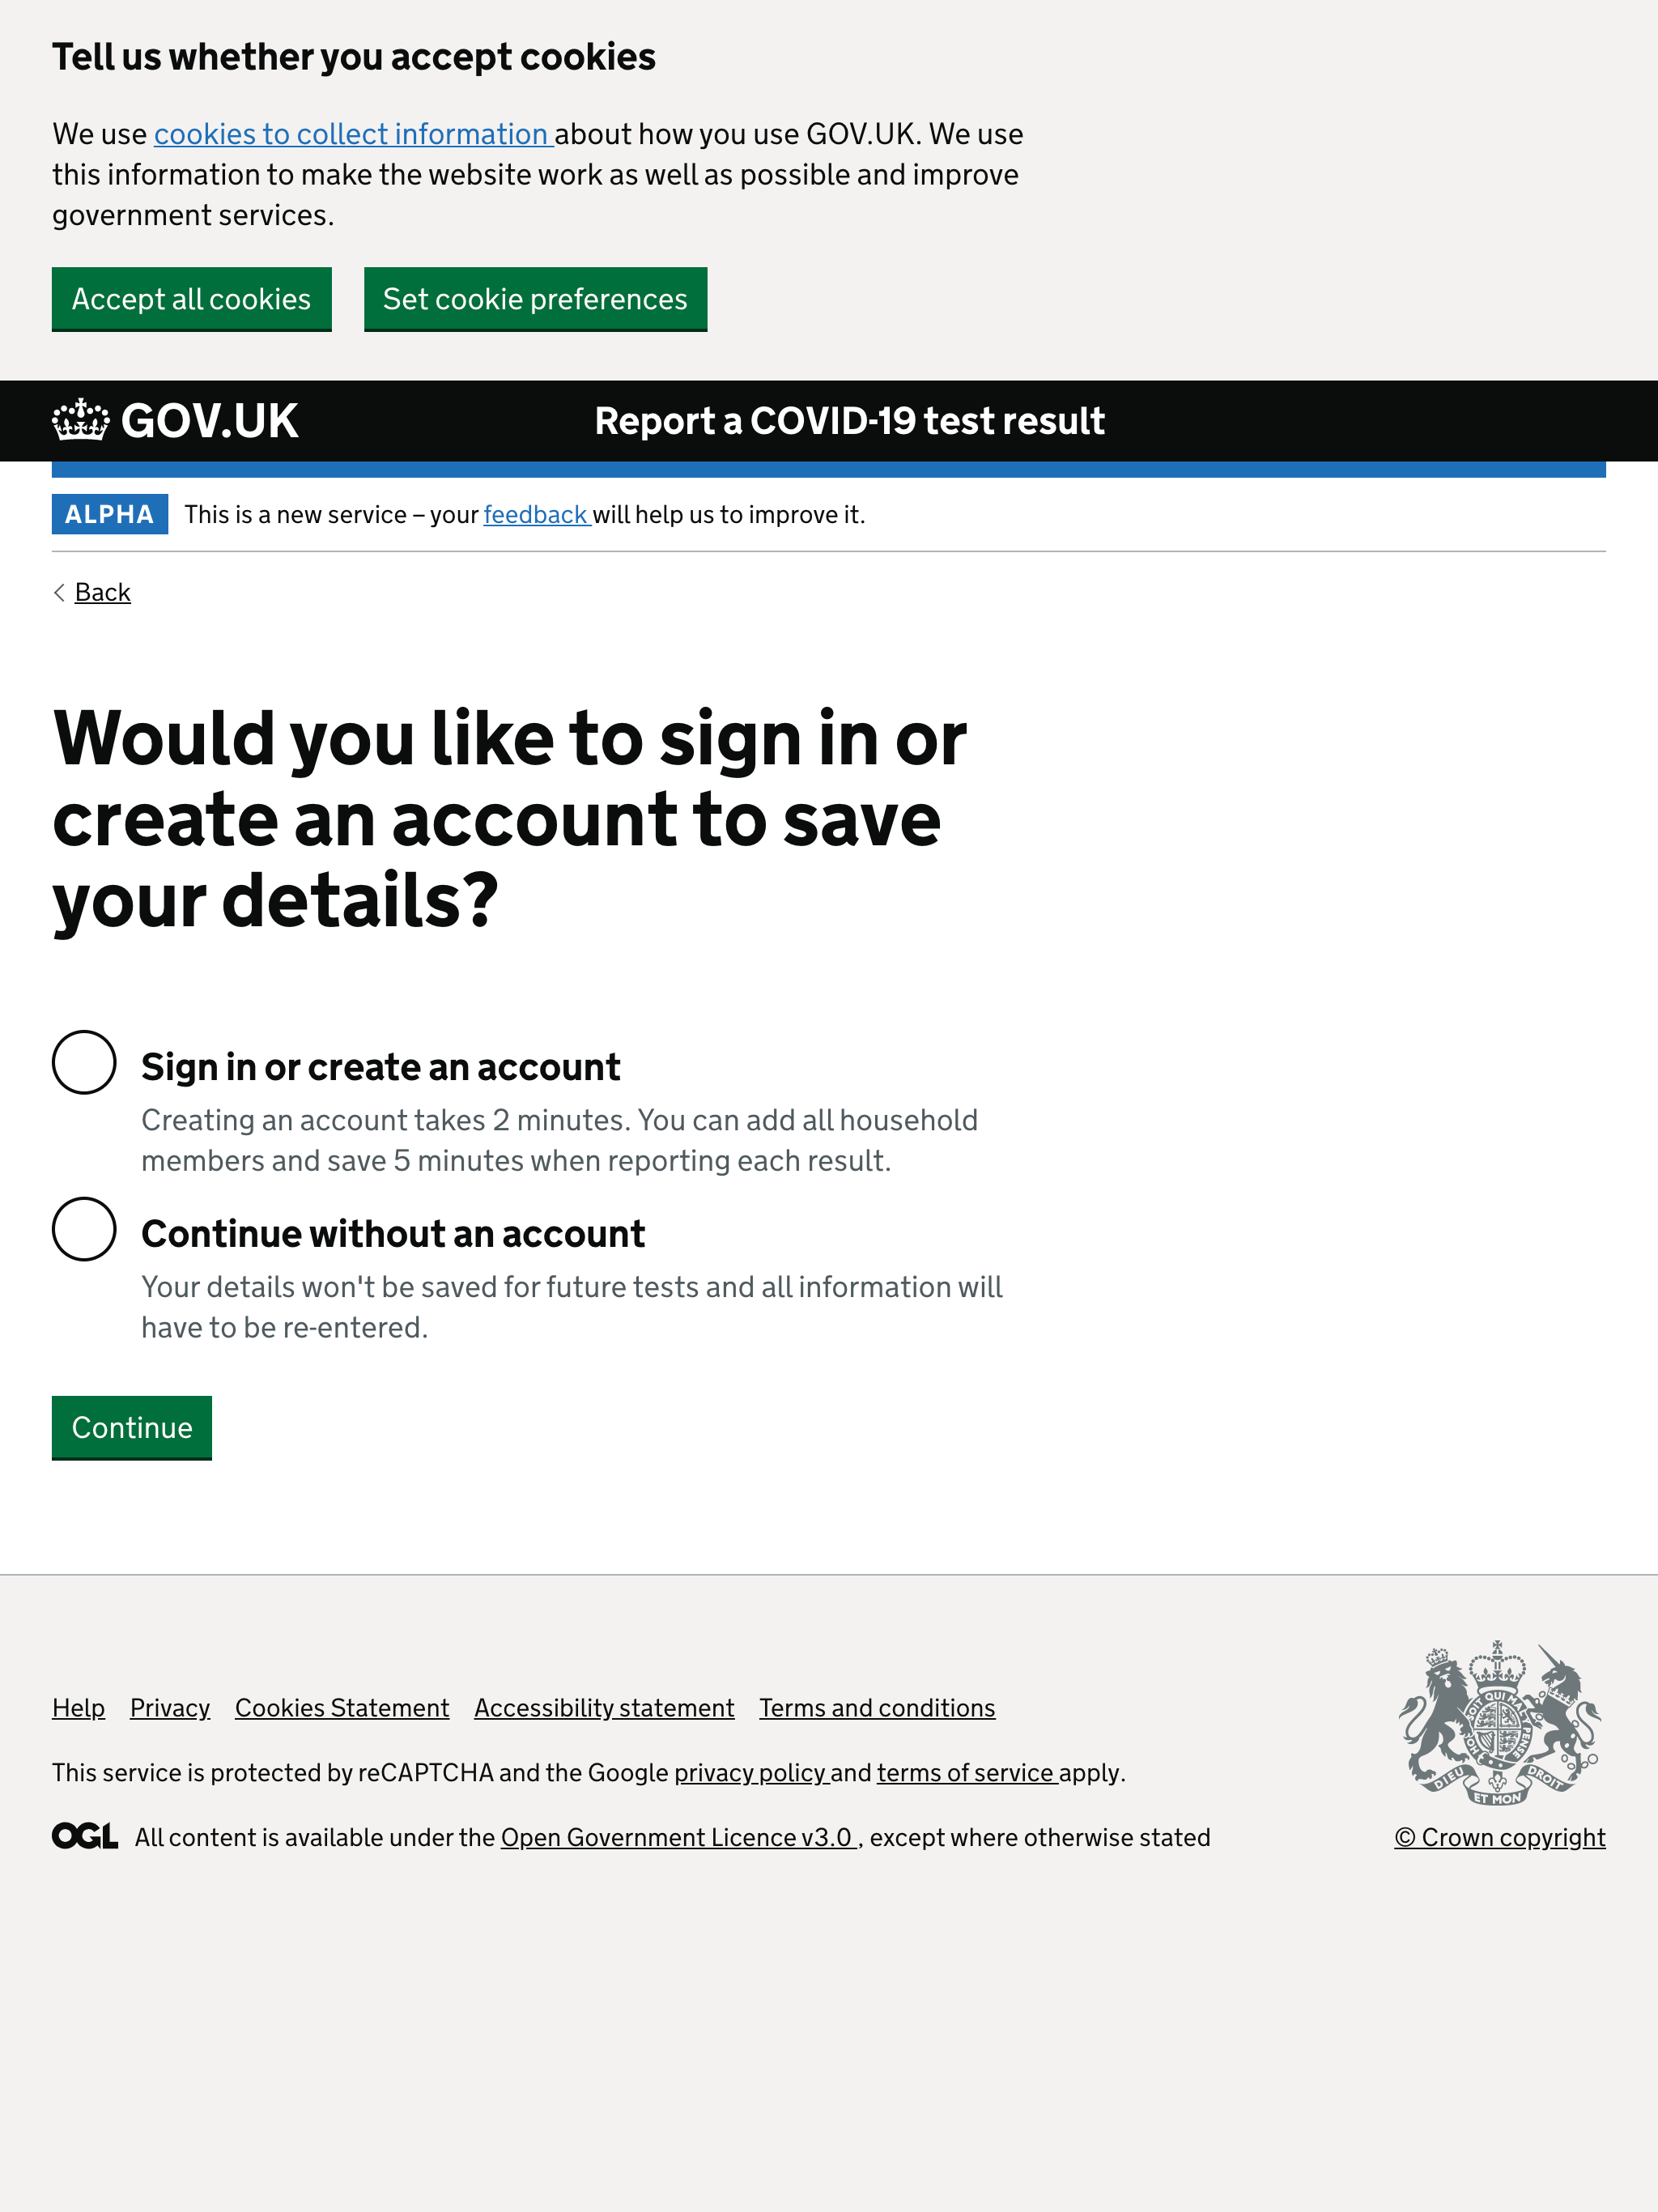 Tell us whether you accept cookies
We use cookies to collect information about how you use GOV.UK. We use
this information to make the website work as well as possible and improve
government services.
Accept all cookies
Set cookie preferences
GOV.UK
Report a COVID-19 test result
ALPHA
This is a new service – your feedback will help us to improve it.
Back
Would you like to sign in or
create an account to save
your details?
Sign in or create an account
Creating an account takes 2 minutes. You can add all household
members and save 5 minutes when reporting each result.
Continue without an account
Your details won't be saved for future tests and all information will
have to be re-entered.
Continue
Help
Privacy
Cookies Statement
Accessibility statement
Terms and conditions
This service is protected by reCAPTCHA and the Google privacy policy and terms of service apply.
OGL
All content is available under the Open Government Licence v3.0 , except where otherwise stated
DIEU
ET MON
DROIT
© Crown copyright